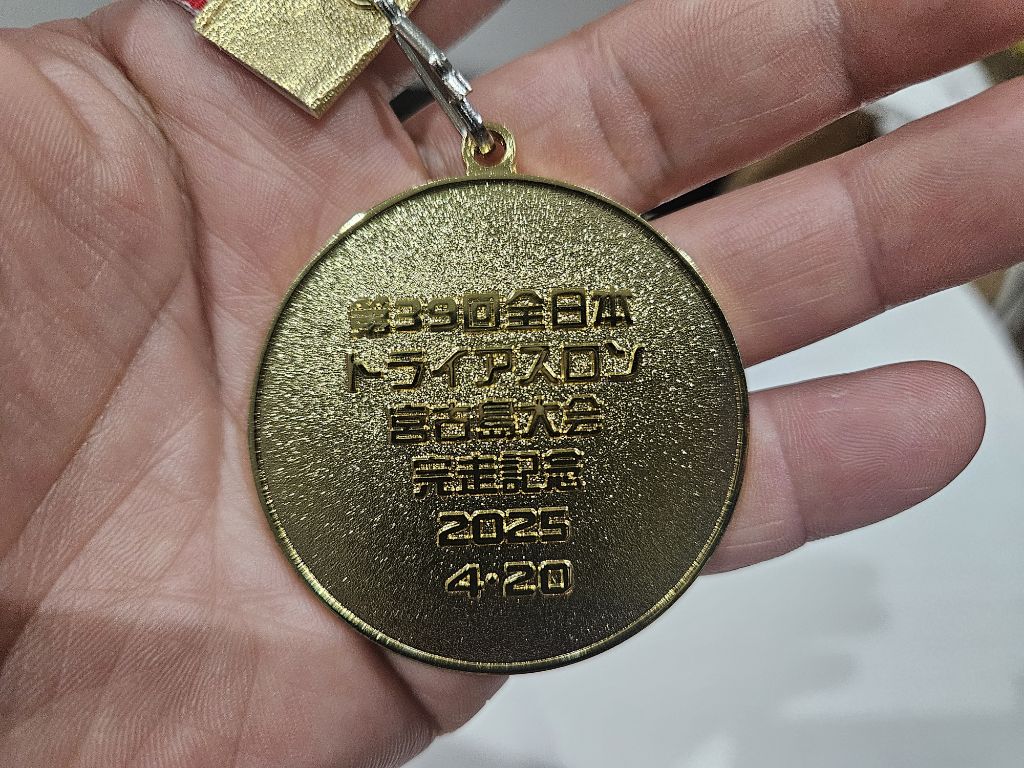 第39回全日本
トライアスロン
宮古島大会
完走記念
2025
4・20